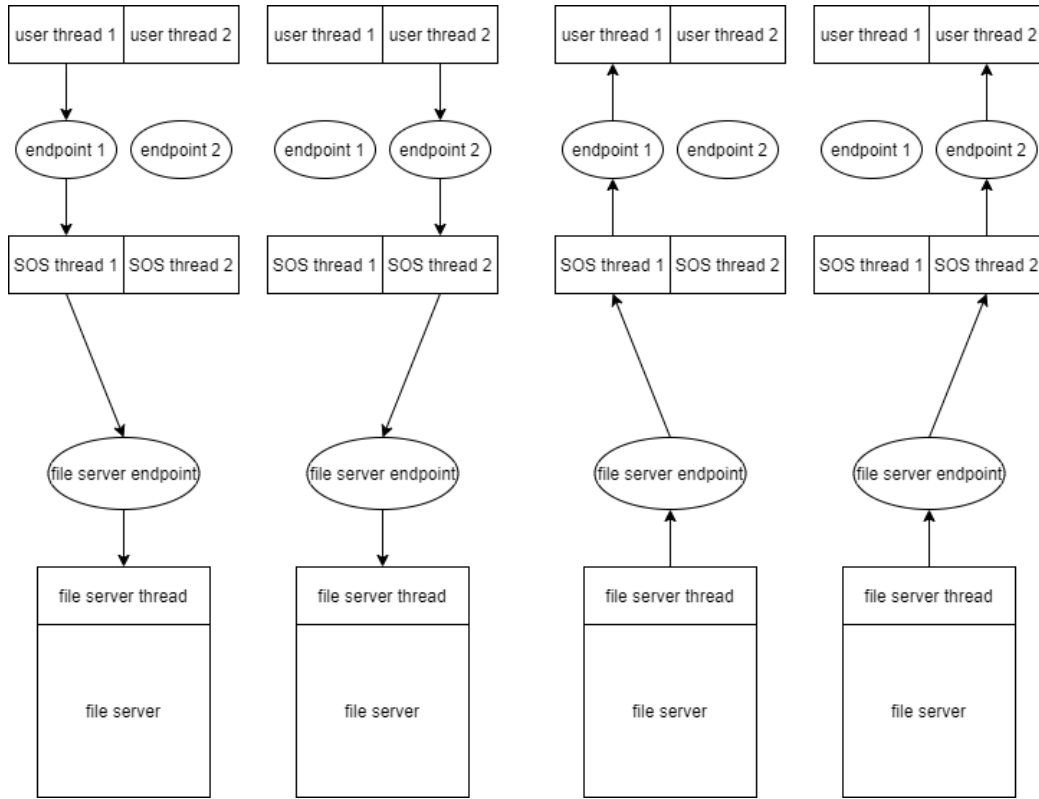 user thread 1 user thread 2 user thread 1 user thread 2 user thread 1 user thread 2 user thread 1 user thread 2
endpoint 1 endpoint 2 endpoint 1 endpoint 2 endpoint 1 endpoint 2 endpoint 1 endpoint 2
SOS thread 1 SOS thread 2 SOS thread 1 SOS thread 2 SOS thread 1 SOS thread 2 SOS thread 1 SOS thread 2
file server endpoint file server endpoint file server endpoint file server endpoint
file server thread file server thread file server thread file server thread
file server file server file server file server